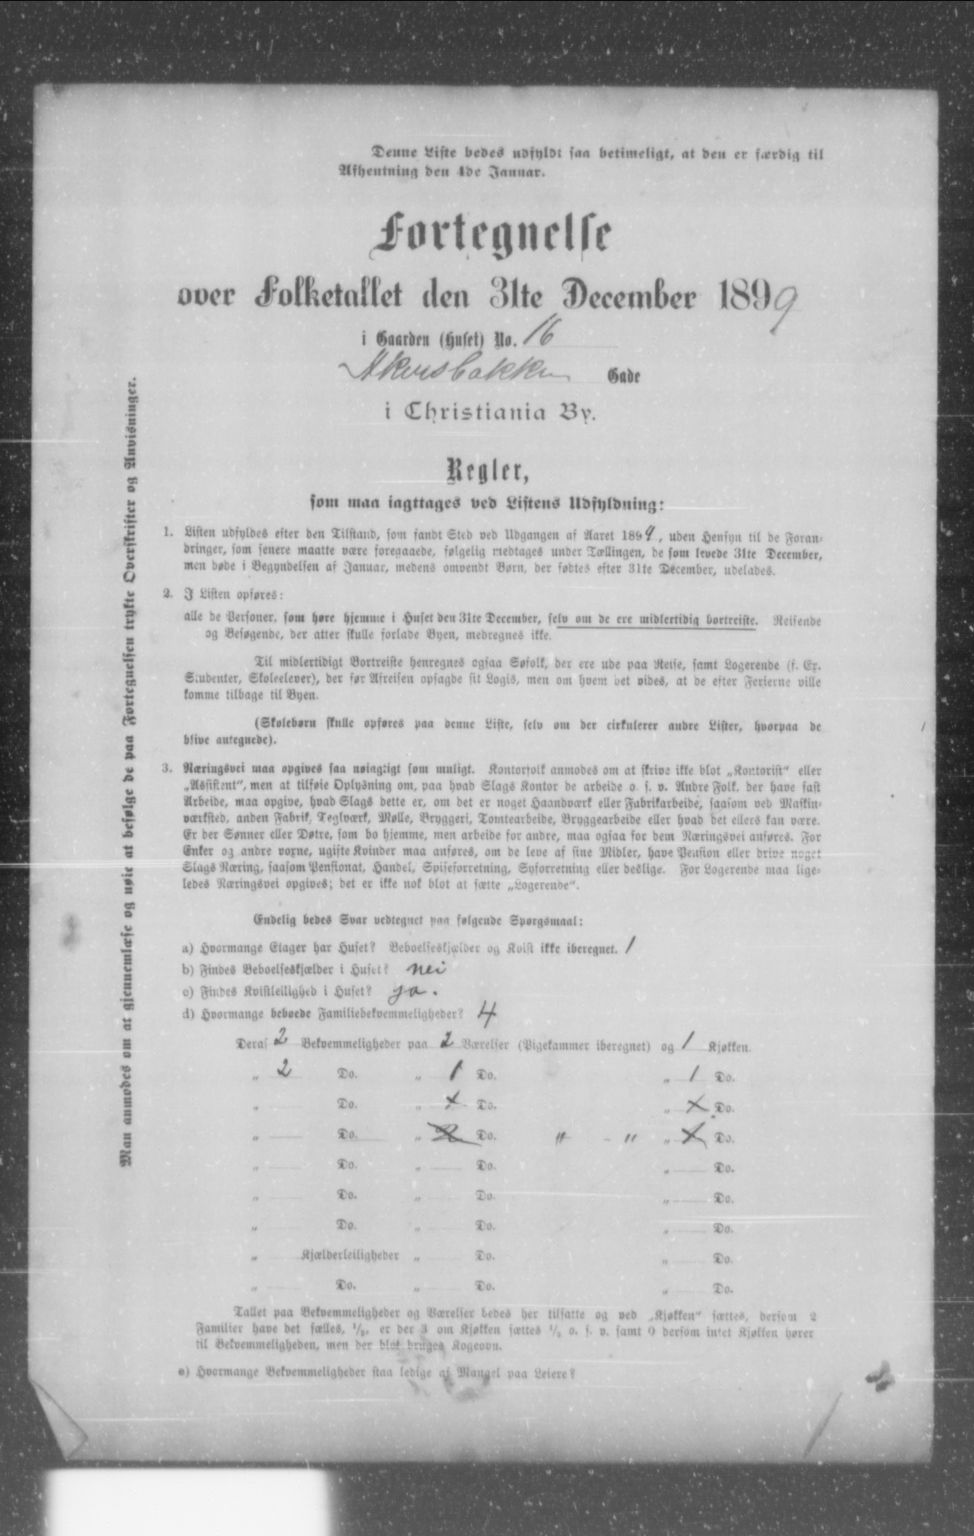 Denne Liste bedes udfyldt saa betimeligt, at den er færdig til
Afhentning den 4de Januar.
Fortegnelse
over Folketallet den 31te December 1899
i Gaarden (Huset) No. 16
Akersbakken Gade
i Christiania By.
Regler,
som maa iagttages ved Listens Udfyldning:
1. Listen udfyldes efter den Tilstand, som fandt Sted ved Udgangen af Aaret 1899, uden Hensyn til de Foran-
dringer, som senere maatte være foregaaede, følgelig medtages under Tællingen, de som levede 31te December,
men døde i Begyndelsen af Januar, medens omvendt Børn, der fødtes efter 31te December, udelades.
2. I Listen opføres:
alle de Personer, som høre hjemme i Huset den 31te December, selv om de ere midlertidig bortreiste. Reisende
og Besøgende, der atter skulle forlade Byen, medregnes ikke.
Til midlertidigt Bortreiste henregnes ogsaa Søfolk, der ere ude paa Reise, samt Logerende (f. Ex.
Studenter, Skoleelever), der før Afreisen opsagde sit Logis, men om hvem det vides, at de efter Ferierne ville
komme tilbage til Byen.
(Skolebørn skulle opføres paa denne Liste, selv om der cirkulerer andre Lister, hvorpaa de
blive antegnede).
3. Næringsvei maa opgives saa nøiagtigt som muligt. Kontorfolk anmodes om at skrive ikke blot „Kontorist" eller
„Assistent", men at tilføie Oplysning om, paa hvad Slags Kontor de arbeide o. s. v. Andre Folk, der have fast
Arbeide, maa opgive, hvad Slags dette er, om det er noget Haandværk eller Fabrikarbeide, saasom ved Maskin-
værksted, anden Fabrik, Teglværk, Mølle, Bryggeri, Tomtearbeide, Bryggearbeide eller hvad det ellers kan være.
Er der Sønner eller Døtre, som bo hjemme, men arbeide for andre, maa ogsaa for dem Næringsvei anføres. For
Enker og andre voxne, ugifte Kvinder maa anføres, om de leve af sine Midler, have Pension eller drive noget
Slags Næring, saasom Pensionat, Handel, Spiseforretning, Syforretning eller deslige. For Logerende maa lige-
ledes Næringsvei opgives; det er ikke nok blot at sætte „Logerende".
Endelig bedes Svar vedtegnet paa følgende Spørgsmaal:
a) Hvormange Etager har Huset? Beboelseskjælder og Kvist ikke iberegnet. 1
b) Findes Beboelseskjælder i Huset? nei
c) Findes Kvistleilighed i Huset? ja.
d) Hvormange beboede Familiebekvemmeligheder? 4
Deraf 2 Bekvemmeligheder paa 2 Værelser (Pigekammer iberegnet) og 1 Kjøkken.
„ 2 Do. „ 1 Do. „ 1 Do.
„ Do. „ x Do. „ x Do.
„ Do. „ 2 Do. " - " „ x Do.
„ Do. „ Do. „ Do.
„ Do. „ Do. „ Do.
„ Do. „ Do. „ Do.
„ Kjælderleiligheder „ Do. „ Do.
„ Do. „ Do. „ Do.
Tallet paa Bekvemmeligheder og Værelser bedes her tilsatte og ved „Kjøkken" sættes, dersom 2
Familier have det fælles, 1/2, er der 3 om Kjøkken sættes 1/3 o. s. v. samt 0 dersom intet Kjøkken hører
til Bekvemmeligheden, men der blot bruges Kogeovn.
e) Hvormange Bekvemmeligheder staa ledige af Mangel paa Leiere?
Man anmodes om at gjennemlæse og nøie at befølge de paa Fortegnelsen trykte Overskrifter og Anvisninger.